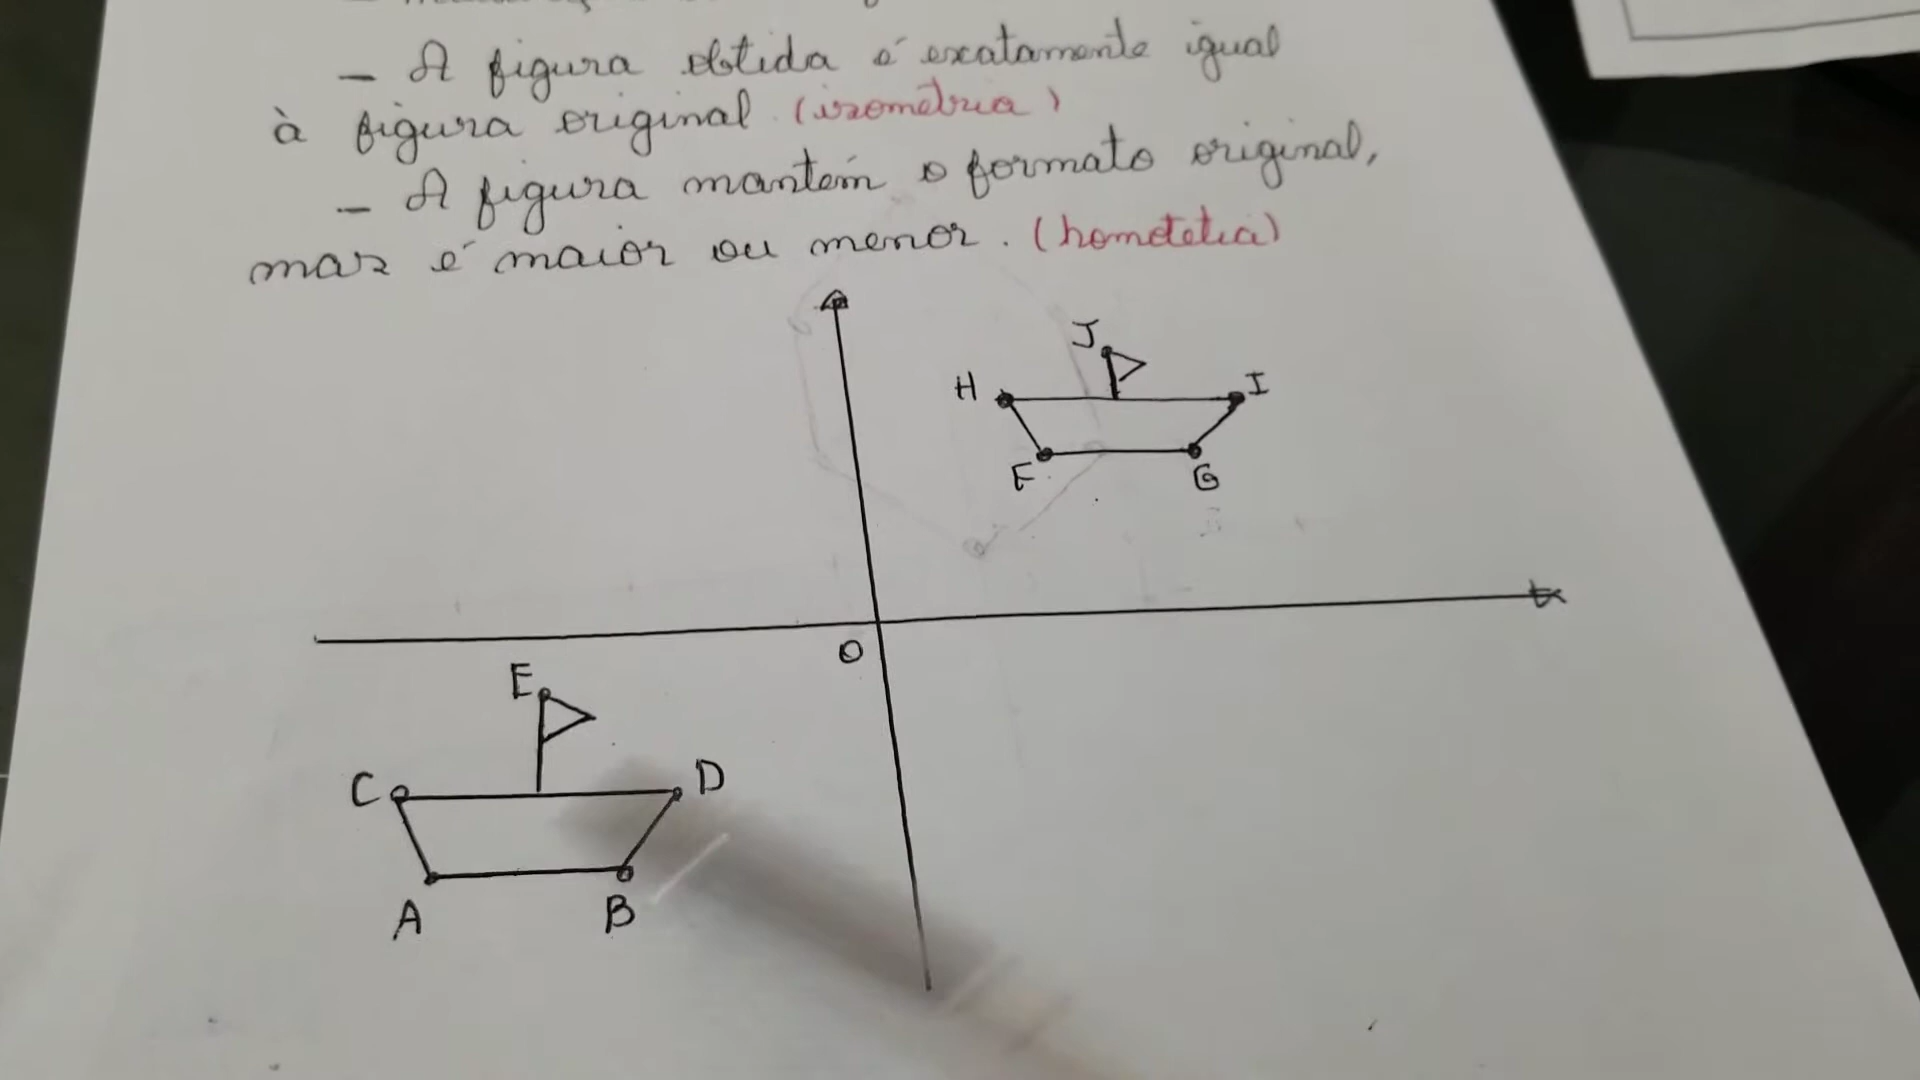 - A figura obtida é exatamente igual
à figura original. (isometria)
- A figura mantém o formato original,
mas é maior ou menor. (homotetia)
J
H
I
F
G
O
E
C
D
A
B